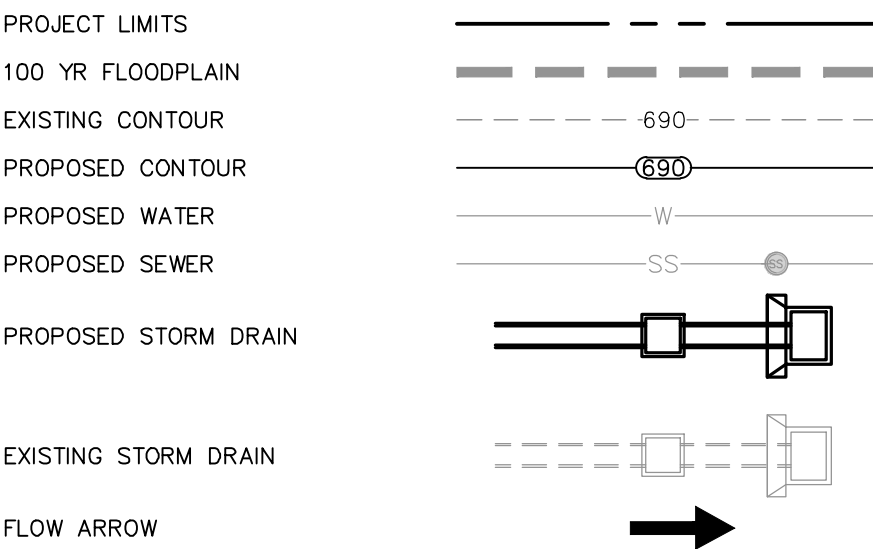 PROJECT LIMITS
100 YR FLOODPLAIN
EXISTING CONTOUR 690
PROPOSED CONTOUR 690
PROPOSED WATER W
PROPOSED SEWER SS SS
PROPOSED STORM DRAIN
EXISTING STORM DRAIN
FLOW ARROW